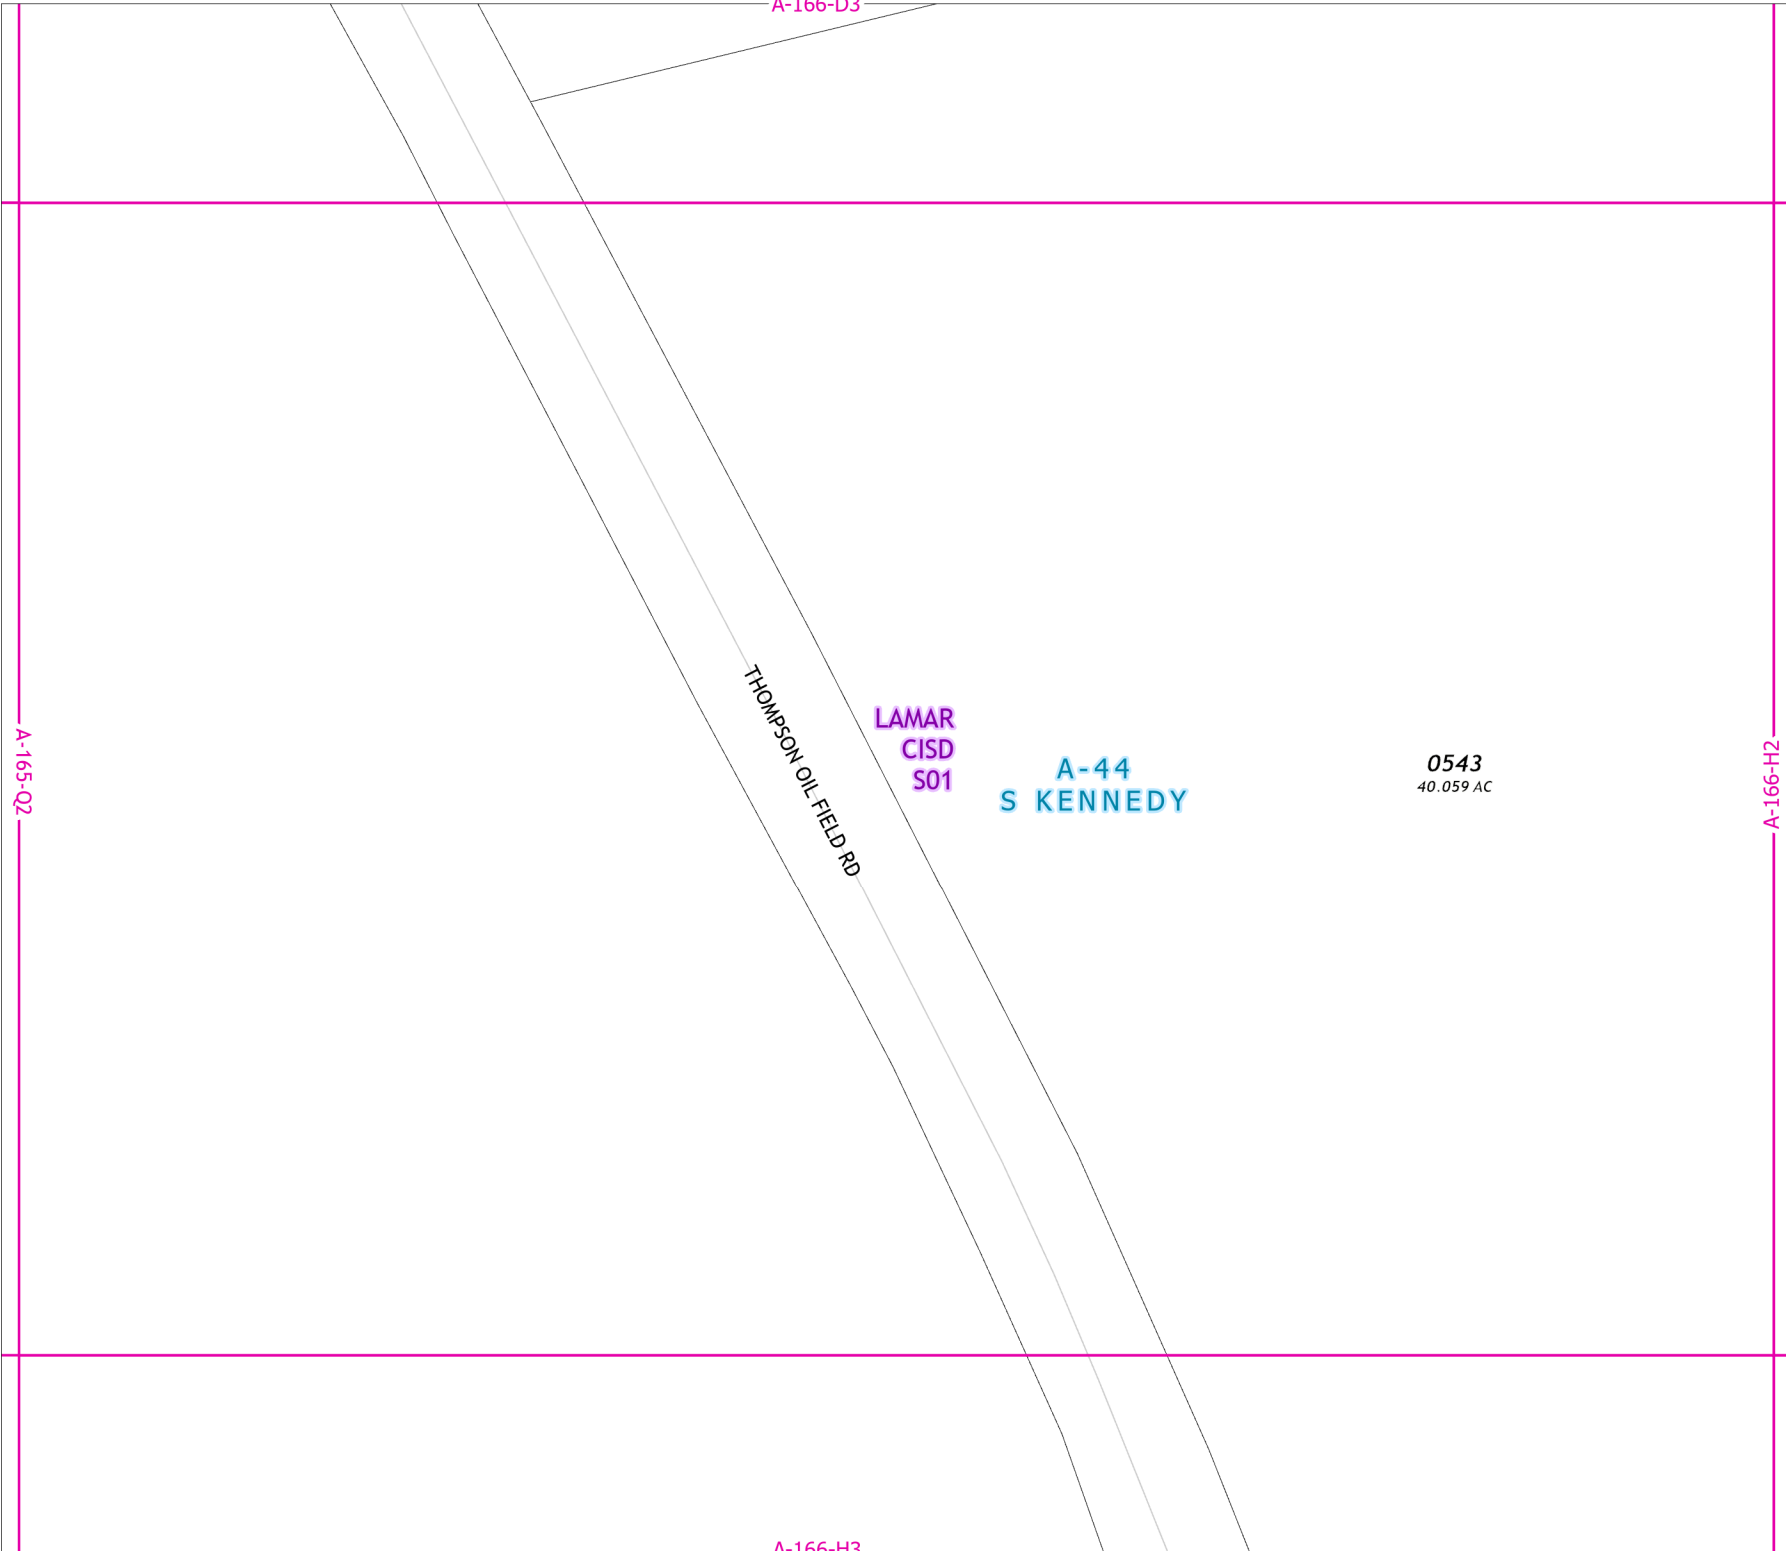 A-166-D3
THOMPSON OIL FIELD RD
LAMAR
CISD
S01
A-44
S KENNEDY
0543
40.059 AC
A-165-Q2
A-166-H2
A-166-H3